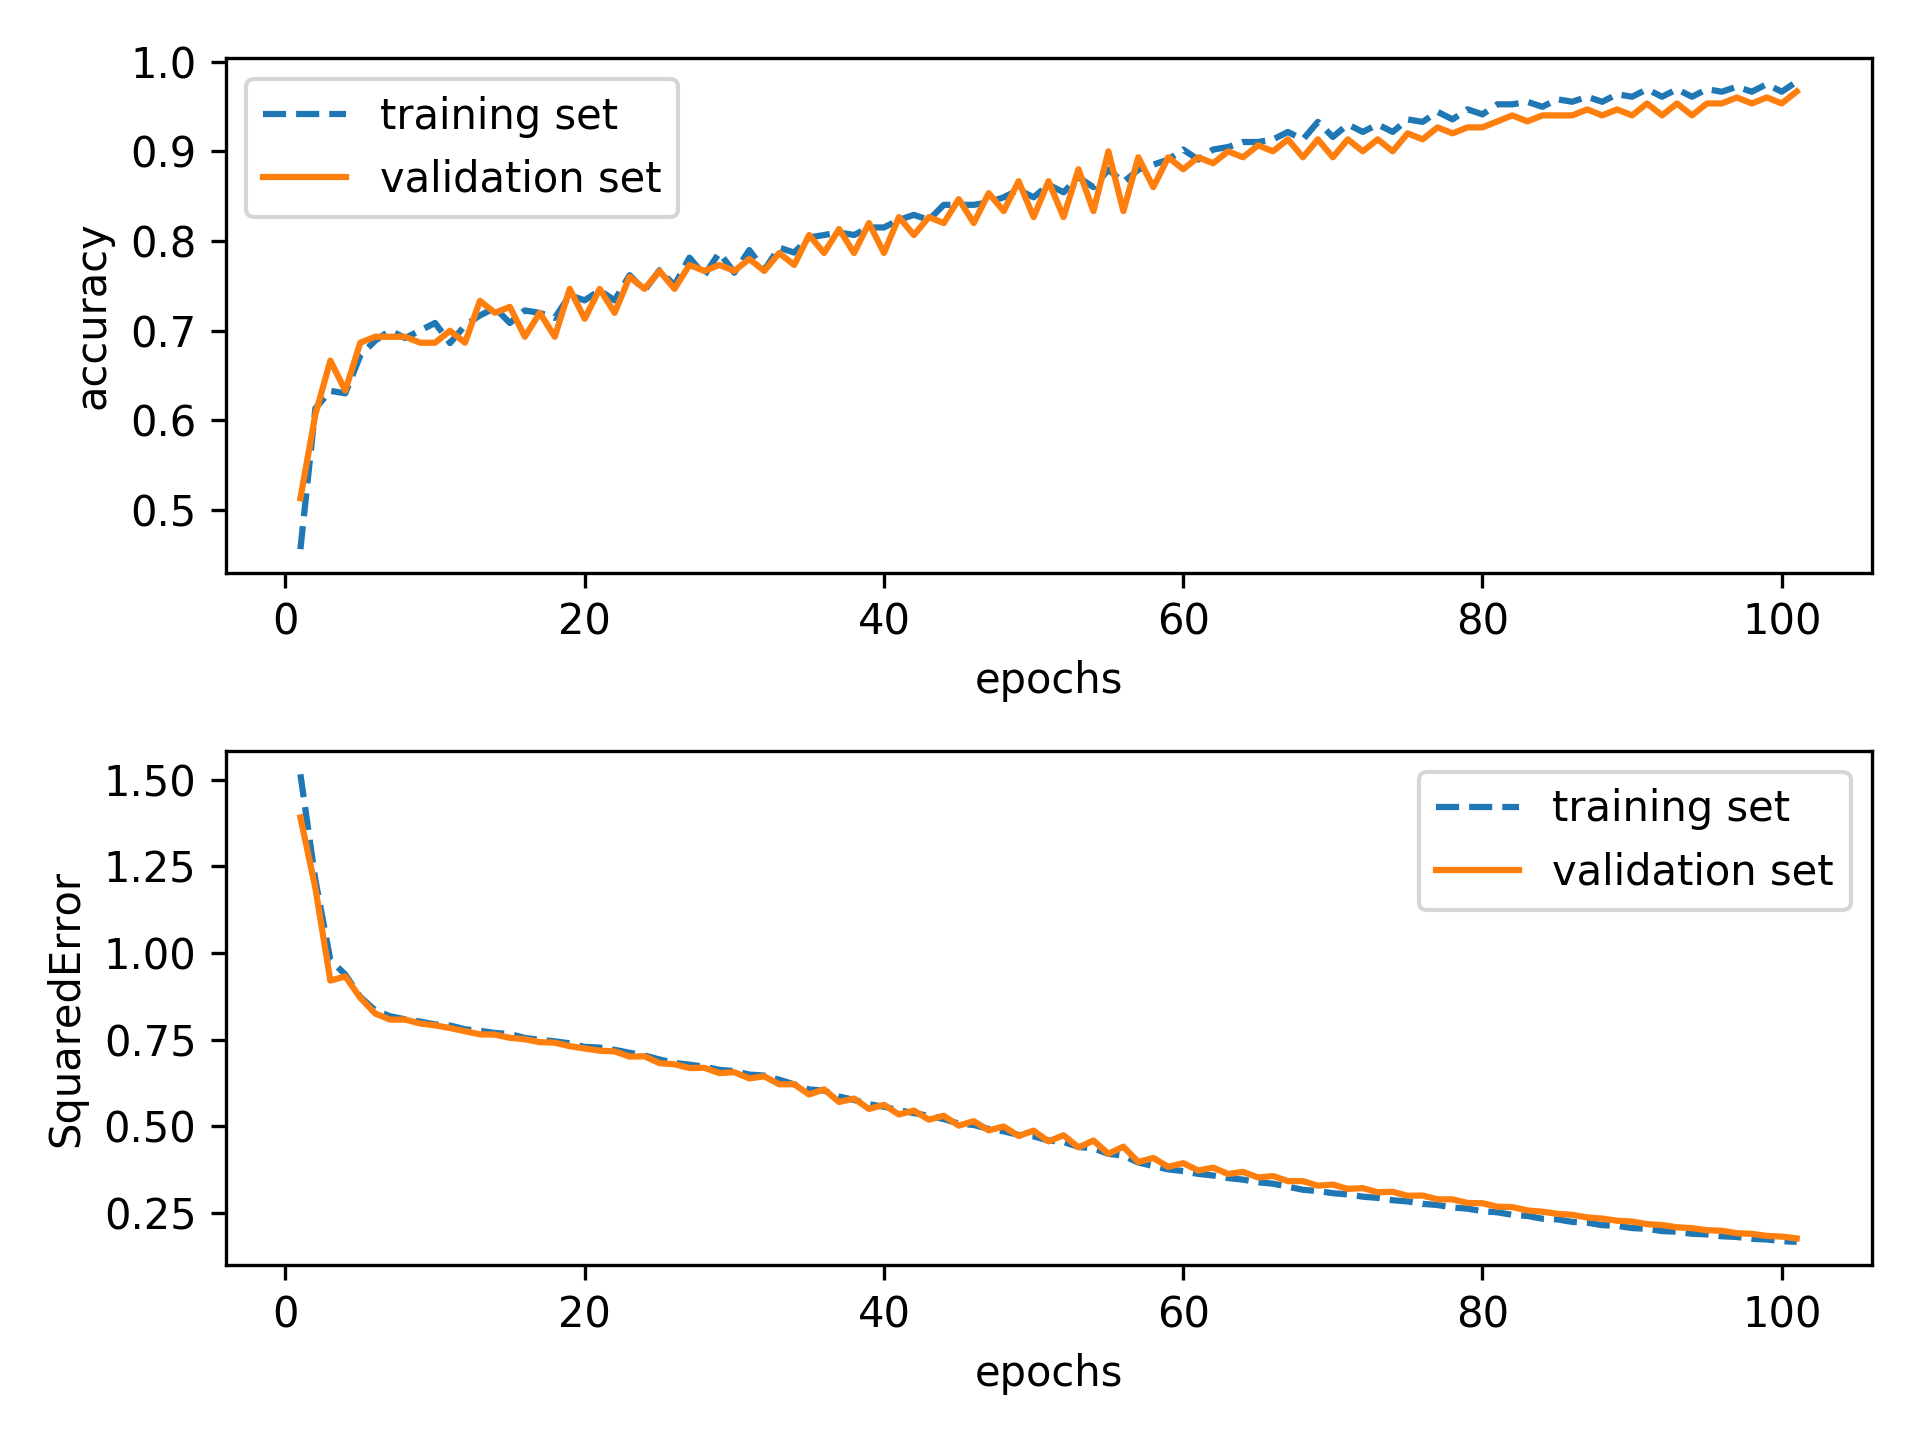 1.0
0.9
0.8
0.7
0.6
0.5
accuracy
training set
validation set
0 20 40 60 80 100
epochs
1.50
1.25
1.00
0.75
0.50
0.25
SquaredError
training set
validation set
0 20 40 60 80 100
epochs